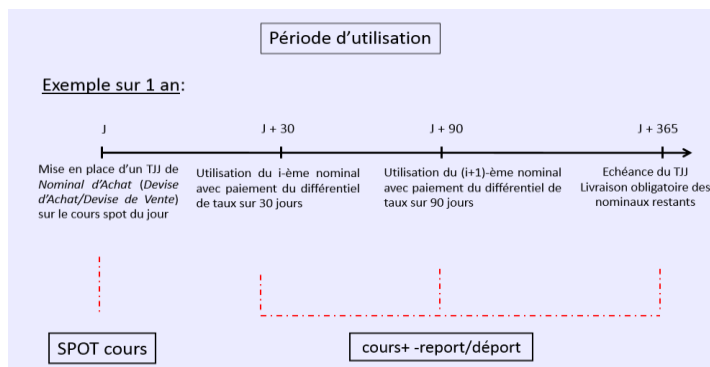 Période d'utilisation
Exemple sur 1 an:
J
J + 30
J + 90
J + 365
Mise en place d'un TJJ de
Nominal d'Achat (Devise
d'Achat/Devise de Vente)
sur le cours spot du jour
Utilisation du i-ème nominal
avec paiement du différentiel
de taux sur 30 jours
Utilisation du (i+1)-ème nominal
avec paiement du différentiel de
taux sur 90 jours
Echéance du TJJ
Livraison obligatoire des
nominaux restants
SPOT cours
cours+ -report/déport